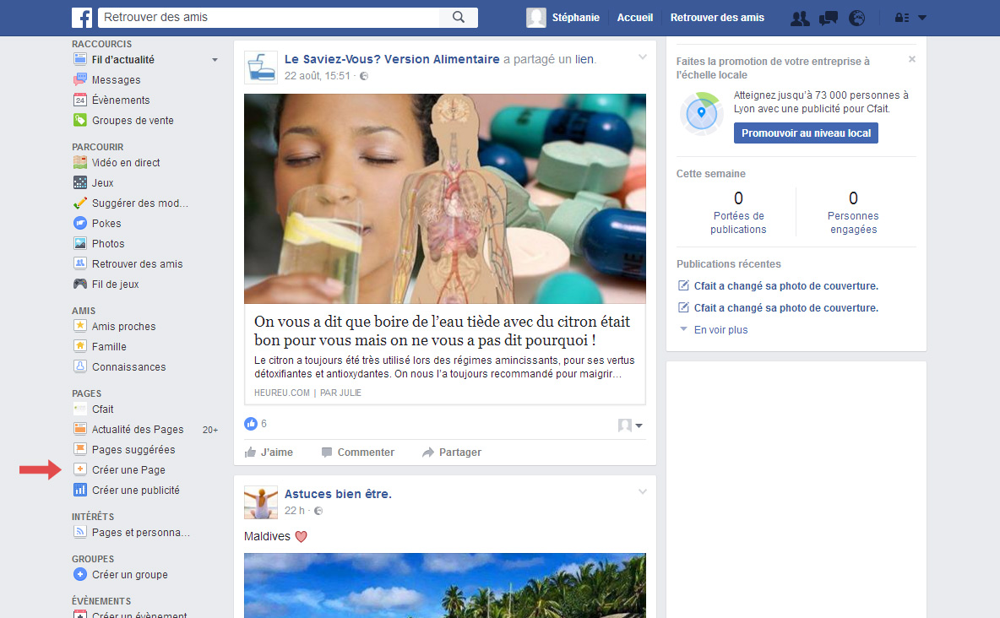 Retrouver des amis
Stéphanie
Accueil
Retrouver des amis
RACCOURCIS
Fil d'actualité
Messages
24
Évènements
Groupes de vente
PARCOURIR
Vidéo en direct
Jeux
Suggérer des mod...
Pokes
Photos
Retrouver des amis
Fil de jeux
AMIS
Amis proches
Famille
Connaissances
PAGES
Cfait
Actualité des Pages 20+
Pages suggérées
Créer une Page
Créer une publicité
INTÉRÊTS
Pages et personna...
GROUPES
Créer un groupe
ÉVÈNEMENTS
Créer un évènement
Le Saviez-Vous? Version Alimentaire a partagé un lien.
22 août, 15:51 ·
On vous a dit que boire de l'eau tiède avec du citron était
bon pour vous mais on ne vous a pas dit pourquoi !
Le citron a toujours été très utilisé lors des régimes amincissants, pour ses vertus
détoxifiantes et antioxydantes. On nous l'a toujours recommandé pour maigrir...
HEUREU.COM | PAR JULIE
6
J'aime
Commenter
Partager
Astuces bien être.
22 h ·
Maldives
Faites la promotion de votre entreprise à
l'échelle locale
Atteignez jusqu'à 73 000 personnes à
Lyon avec une publicité pour Cfait.
Promouvoir au niveau local
Cette semaine
0
Portées de
publications
0
Personnes
engagées
Publications récentes
Cfait a changé sa photo de couverture.
Cfait a changé sa photo de couverture.
En voir plus